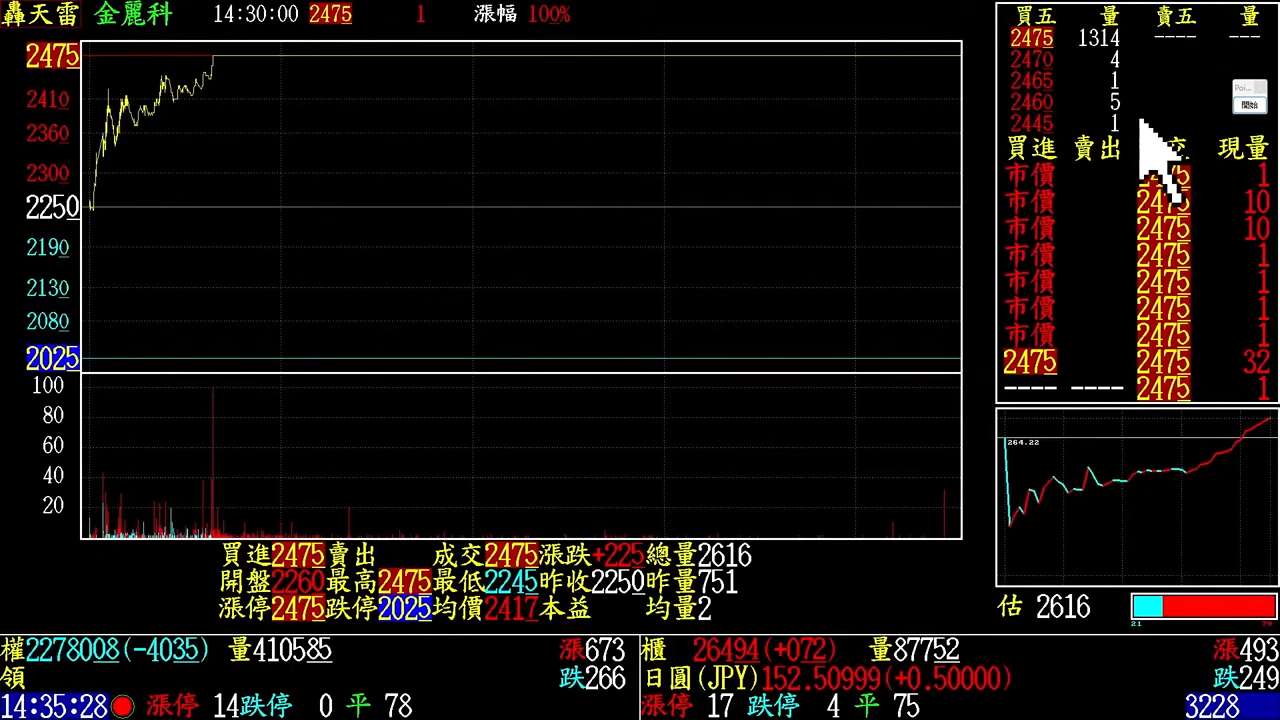 轟天雷 金麗科 14:30:00 2475 1 漲幅 100%
2475
2410
2360
2300
2250
2190
2130
2080
2025
100
80
60
40
20
買五 量 賣五 量
2475 1314 ---- ---
2470 4
2465 1
2460 5
2445 1
開始
買進 賣出 交 現量
市價 2475 1
市價 2475 10
市價 2475 10
市價 2475 1
市價 2475 1
市價 2475 1
市價 2475 1
2475 2475 32
---- ---- 2475 1
264.22
買進2475賣出 成交2475漲跌+225總量2616
開盤2260最高2475最低2245昨收2250昨量751
漲停2475跌停2025均價2417本益 均量2
估 2616
21 79
權2278008(-4035) 量410585 漲673
領 跌266
14:35:28 漲停 14跌停 0 平 78
櫃 26494(+072) 量87752 漲493
日圓(JPY)152.50999(+0.50000) 跌249
漲停 17 跌停 4 平 75 3228